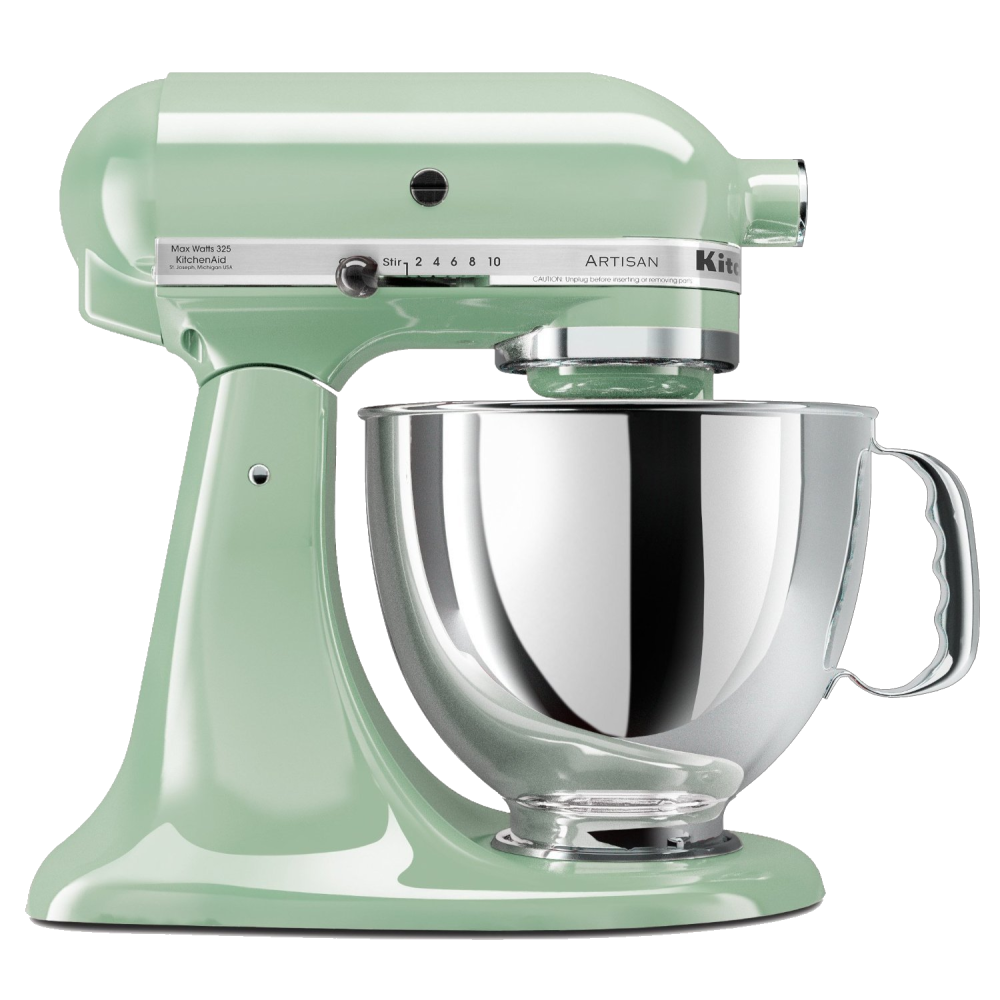 Max Watts 325
KitchenAid
St. Joseph, Michigan USA
Stir 2 4 6 8 10
ARTISAN
Kitc
CAUTION: Unplug before inserting or removing parts